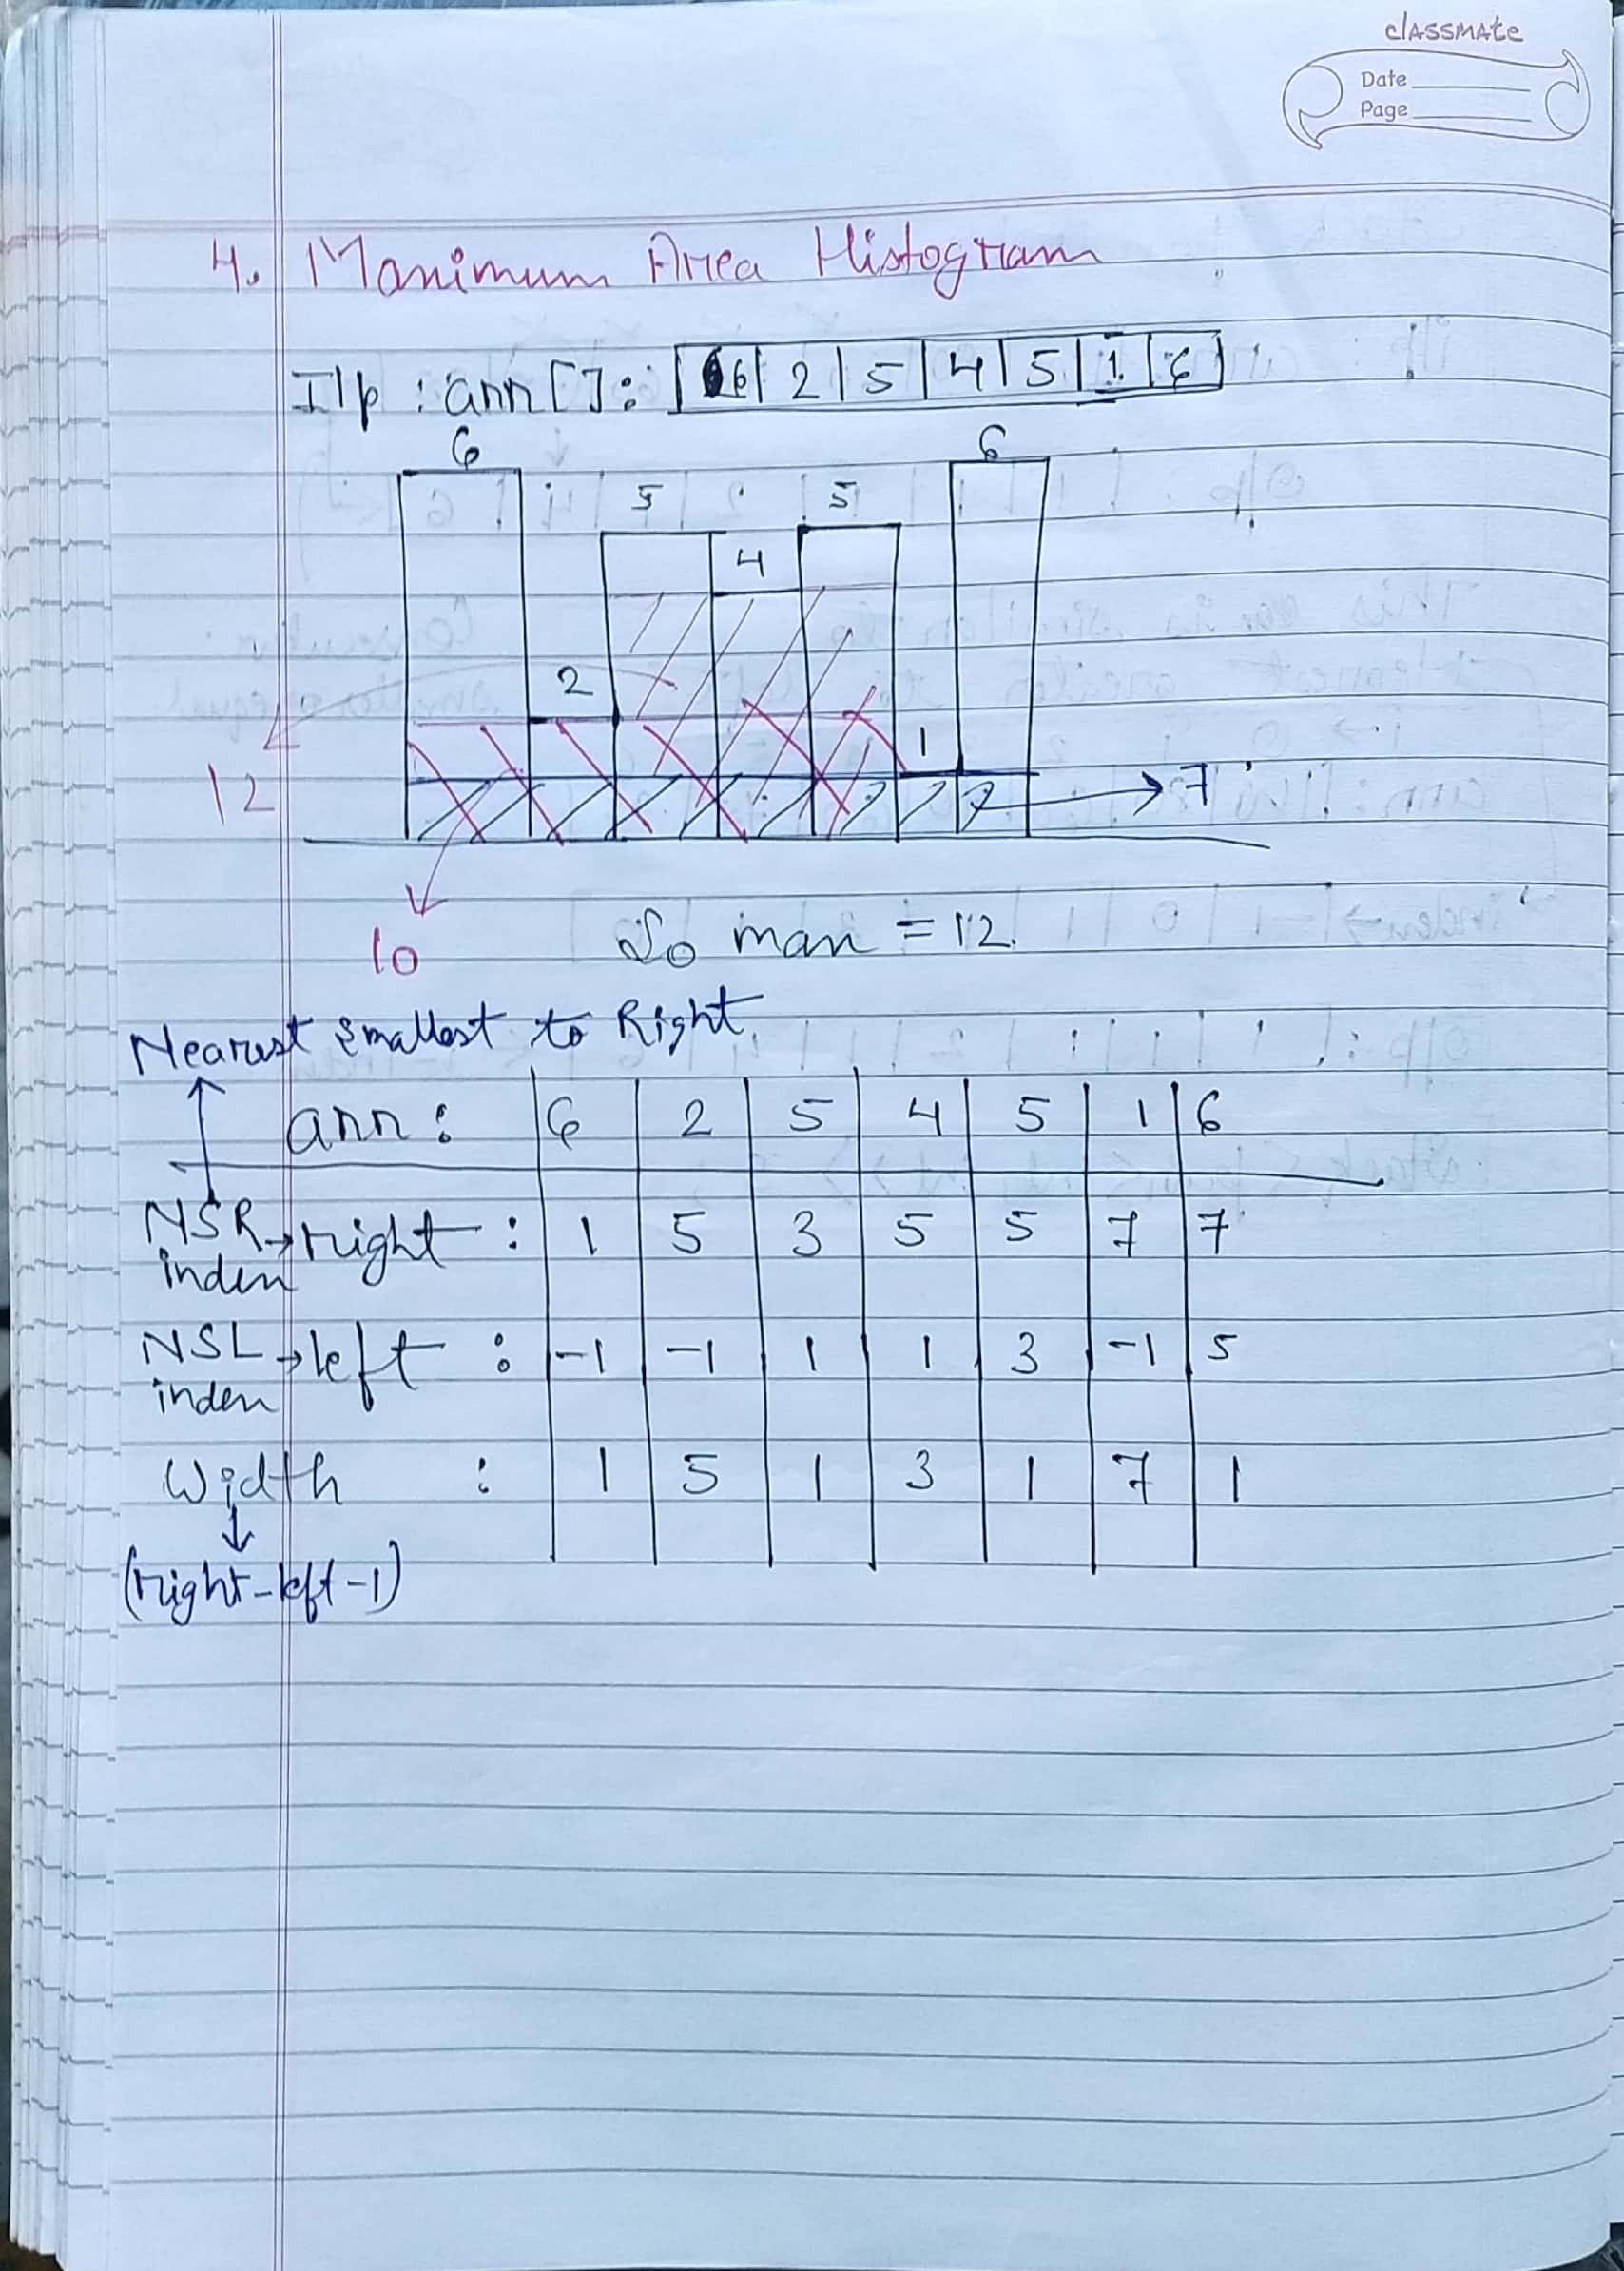 classmate
Date
Page
4. Maximum Area Histogram
I/p : arr[]: 6 2 5 4 5 1 6
6 6
5 5
4
2
1
12 7
10
So max = 12.
Nearest smallest to Right
arr : 6 2 5 4 5 1 6
NSR index → right : 1 5 3 5 5 7 7
NSL index → left : -1 -1 1 1 3 -1 5
Width : 1 5 1 3 1 7 1
(right-left-1)